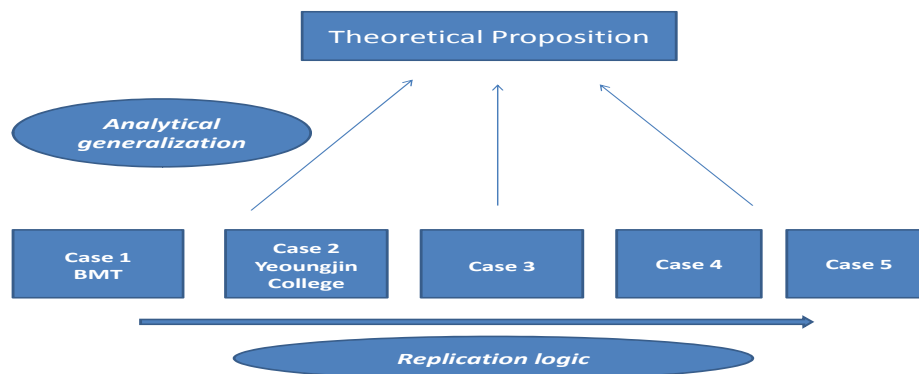 Theoretical Proposition
Analytical
generalization
Case 1
BMT
Case 2
Yeoungjin
College
Case 3
Case 4
Case 5
Replication logic